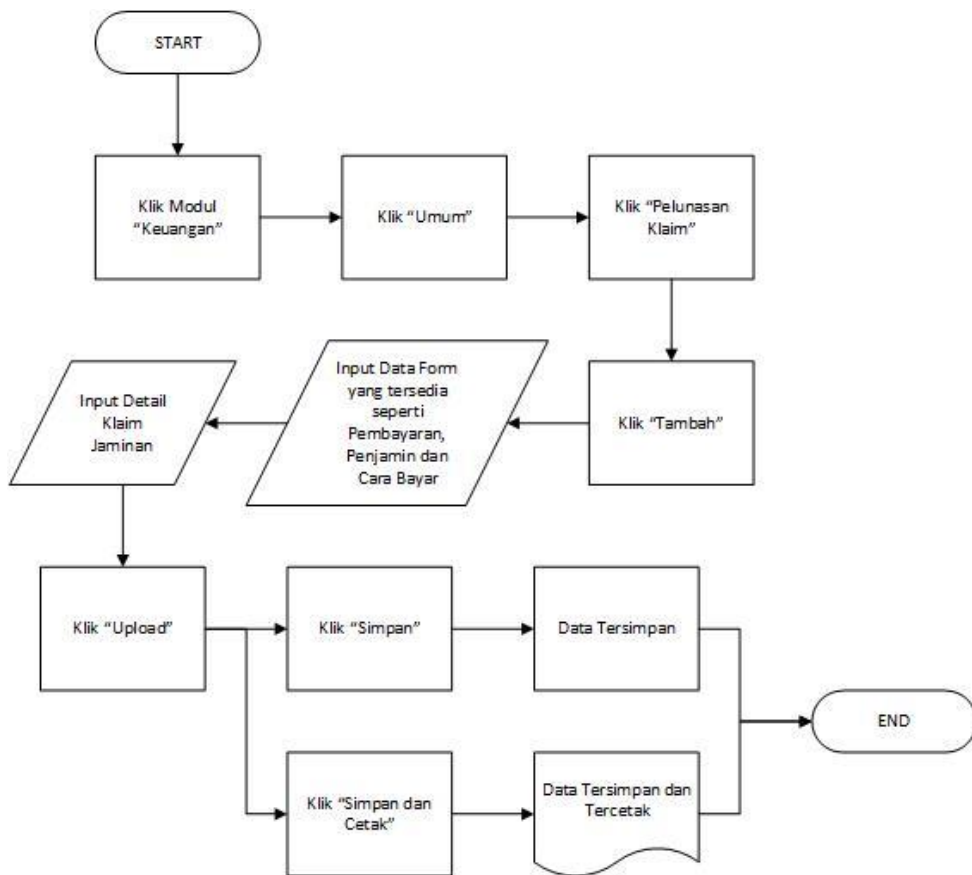 START
Klik Modul
“Keuangan”
Klik “Umum”
Klik “Pelunasan
Klaim”
Klik “Tambah”
Input Data Form
yang tersedia
seperti
Pembayaran,
Penjamin dan
Cara Bayar
Input Detail
Klaim
Jaminan
Klik “Upload”
Klik “Simpan”
Data Tersimpan
Klik “Simpan dan
Cetak”
Data Tersimpan dan
Tercetak
END